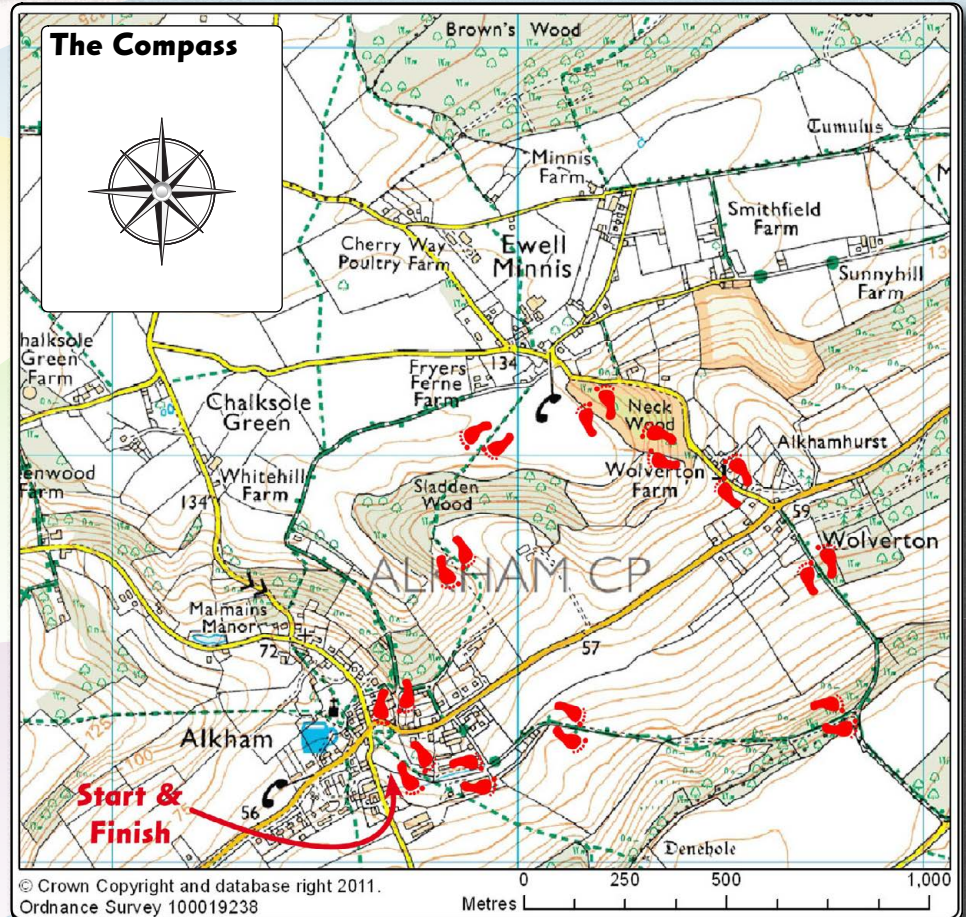 The Compass
Brown's Wood
Tumulus
Minnis
Farm
Smithfield
Farm
Cherry Way
Poultry Farm
Ewell
Minnis
Sunnyhill
Farm
halksole
Green
Farm
134
Fryers
Ferne
Farm
Chalksole
Green
Neck
Wood
Alkhamhurst
enwood
Farm
Whitehill
Farm
Sladden
Wood
Wolverton
Farm
134
59
Wolverton
ALKHAM CP
Malmains
Manor
72
57
Alkham
125
100
Start &
Finish
56
Denehole
© Crown Copyright and database right 2011.
Ordnance Survey 100019238
Metres
0 250 500 1,000